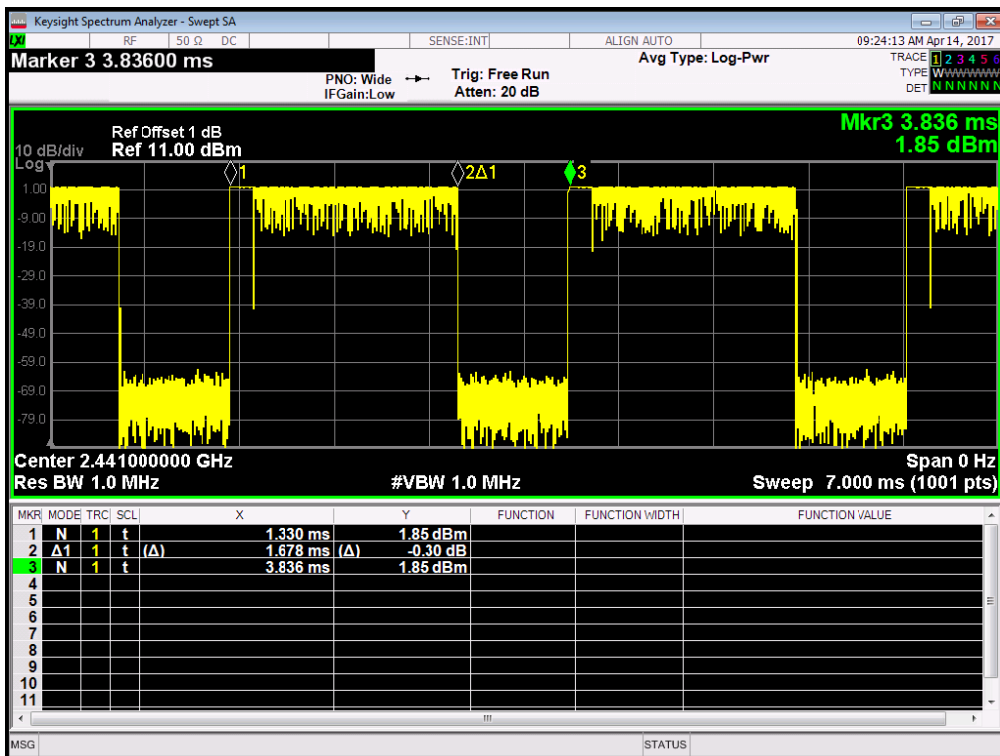 Keysight Spectrum Analyzer - Swept SA
LXI RF 50 Ω DC SENSE:INT ALIGN AUTO 09:24:13 AM Apr 14, 2017
Marker 3 3.83600 ms
PNO: Wide
IFGain:Low
Trig: Free Run
Atten: 20 dB
Avg Type: Log-Pwr
TRACE 1 2 3 4 5 6
TYPE WWWWWW
DET N N N N N N
Mkr3 3.836 ms
1.85 dBm
Ref Offset 1 dB
10 dB/div Ref 11.00 dBm
Log
1 2Δ1 3
1.00
-9.00
-19.0
-29.0
-39.0
-49.0
-59.0
-69.0
-79.0
Center 2.441000000 GHz Span 0 Hz
Res BW 1.0 MHz #VBW 1.0 MHz Sweep 7.000 ms (1001 pts)
MKR MODE TRC SCL X Y FUNCTION FUNCTION WIDTH FUNCTION VALUE
1 N 1 t 1.330 ms 1.85 dBm
2 Δ1 1 t (Δ) 1.678 ms (Δ) -0.30 dB
3 N 1 t 3.836 ms 1.85 dBm
4
5
6
7
8
9
10
11
MSG STATUS